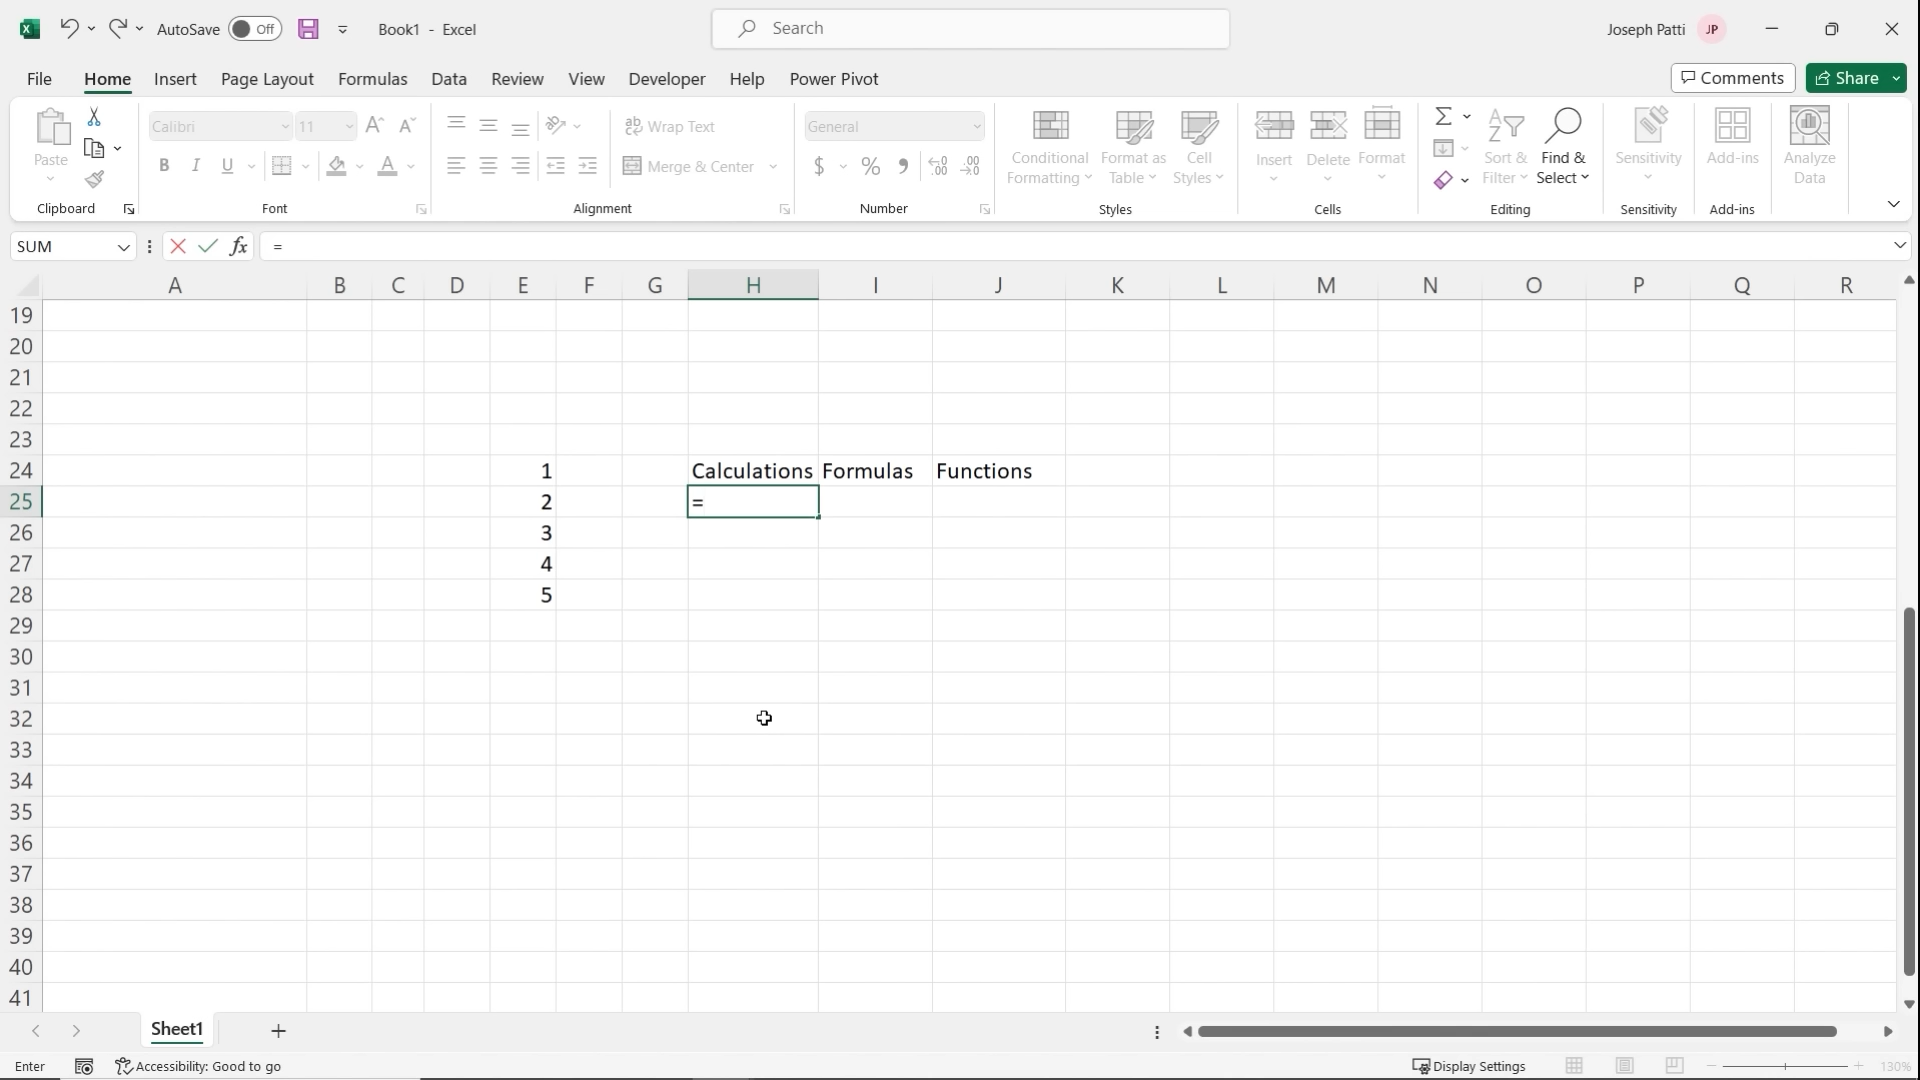 AutoSave Off Book1 - Excel Search Joseph Patti JP
File Home Insert Page Layout Formulas Data Review View Developer Help Power Pivot Comments Share
Paste
Clipboard
Calibri 11
B I U A
Font
Wrap Text
Merge & Center
Alignment
General
$ % ,
Number
Conditional Formatting
Format as Table
Cell Styles
Styles
Insert Delete Format
Cells
Sort & Filter
Find & Select
Editing
Sensitivity
Sensitivity
Add-ins
Add-ins
Analyze Data
SUM fx =
A B C D E F G H I J K L M N O P Q R
19
20
21
22
23
24 1 Calculations Formulas Functions
25 2 =
26 3
27 4
28 5
29
30
31
32
33
34
35
36
37
38
39
40
41
Sheet1
Enter Accessibility: Good to go Display Settings 130%